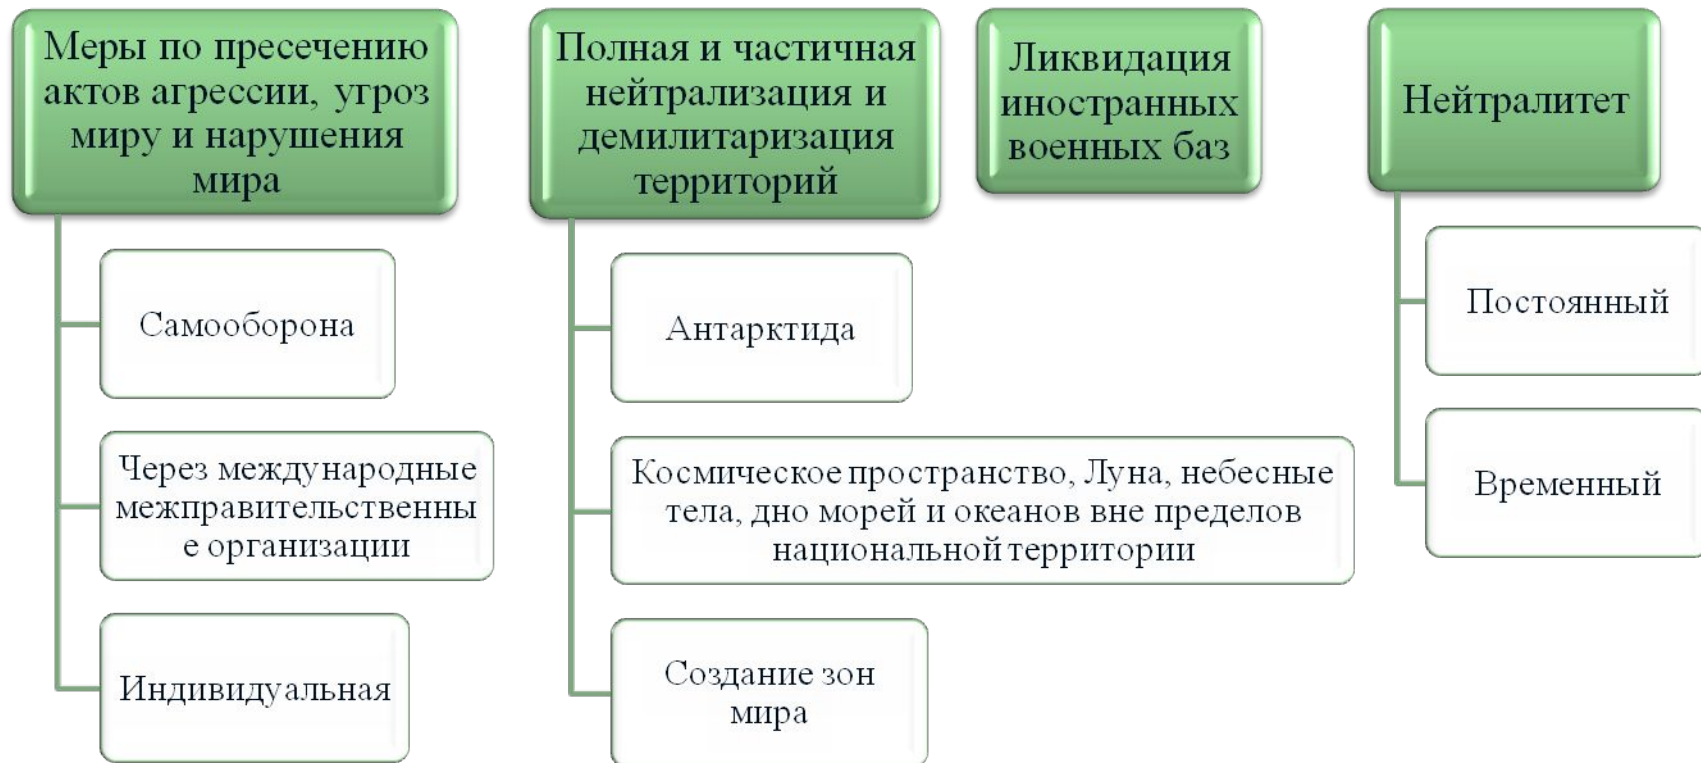 Меры по пресечению
актов агрессии, угроз
миру и нарушения
мира
Самооборона
Через международные
межправительственны
е организации
Индивидуальная
Полная и частичная
нейтрализация и
демилитаризация
территорий
Антарктида
Космическое пространство, Луна, небесные
тела, дно морей и океанов вне пределов
национальной территории
Создание зон
мира
Ликвидация
иностранных
военных баз
Нейтралитет
Постоянный
Временный